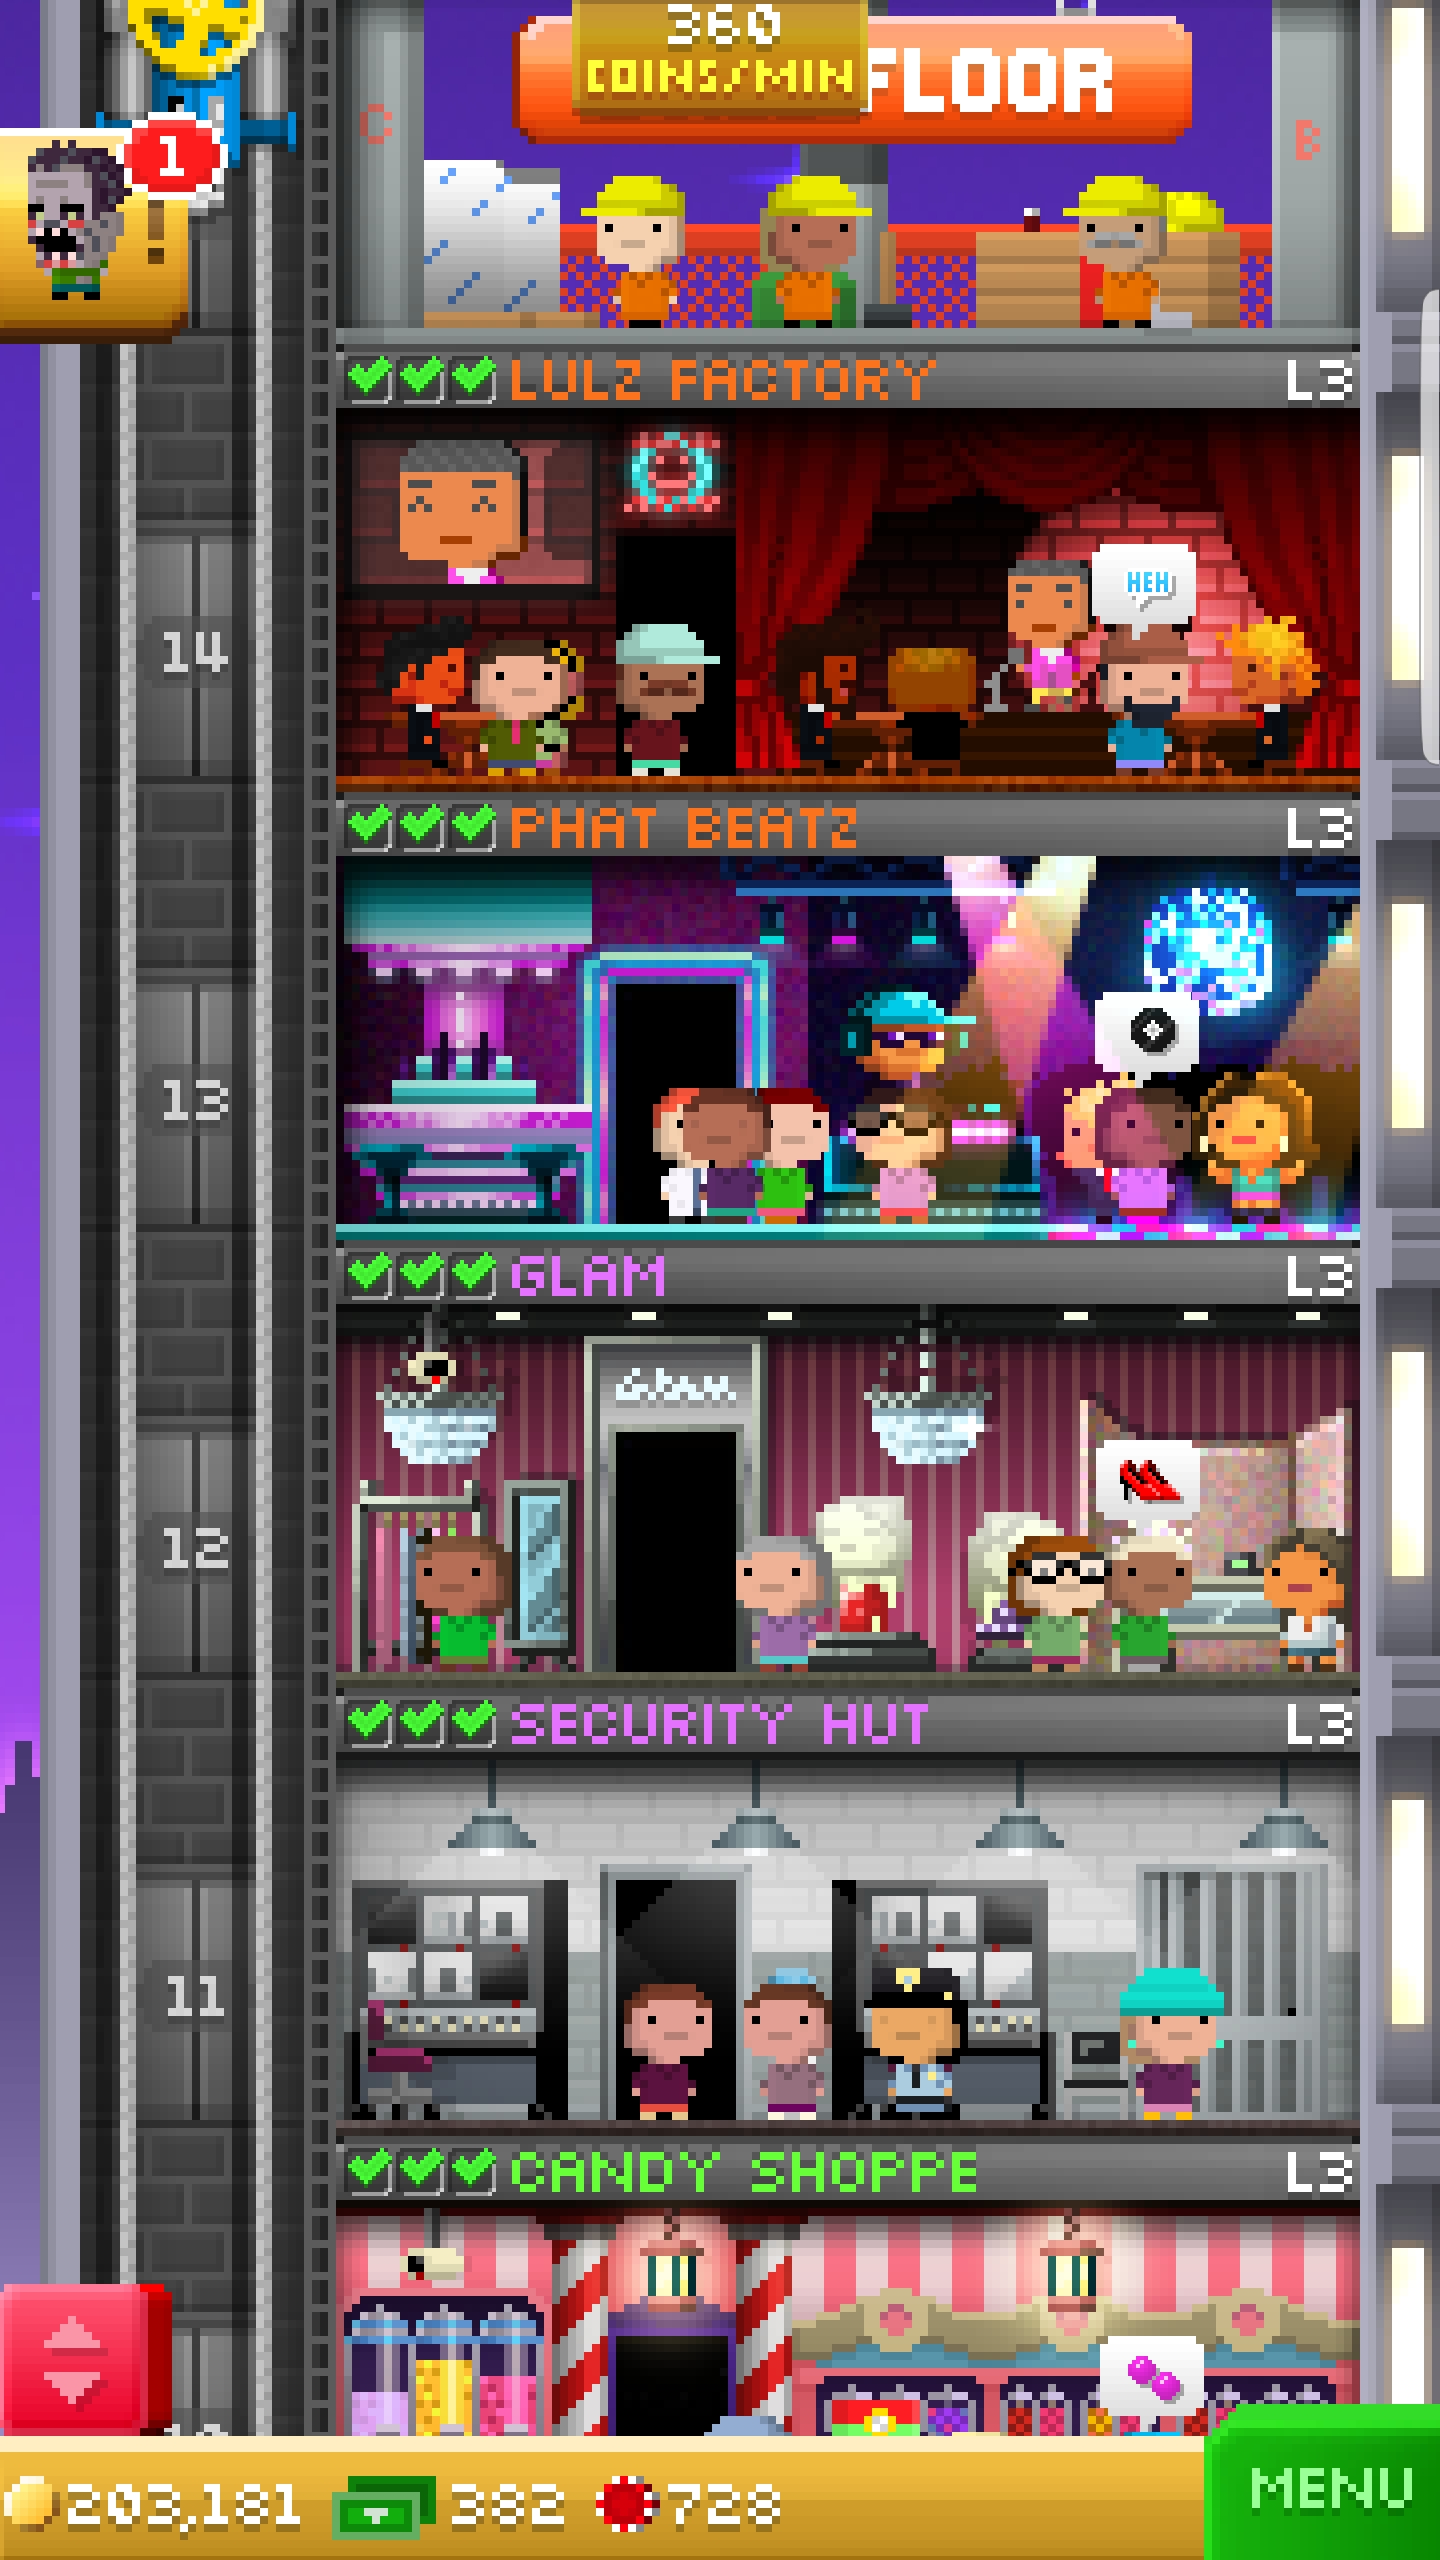 360
COINS/MIN
FLOOR
C
B
1
!
LULZ FACTORY
L3
HEH
14
PHAT BEATZ
L3
13
GLAM
L3
Glam
12
SECURITY HUT
L3
11
CANDY SHOPPE
L3
203,181
382
728
MENU